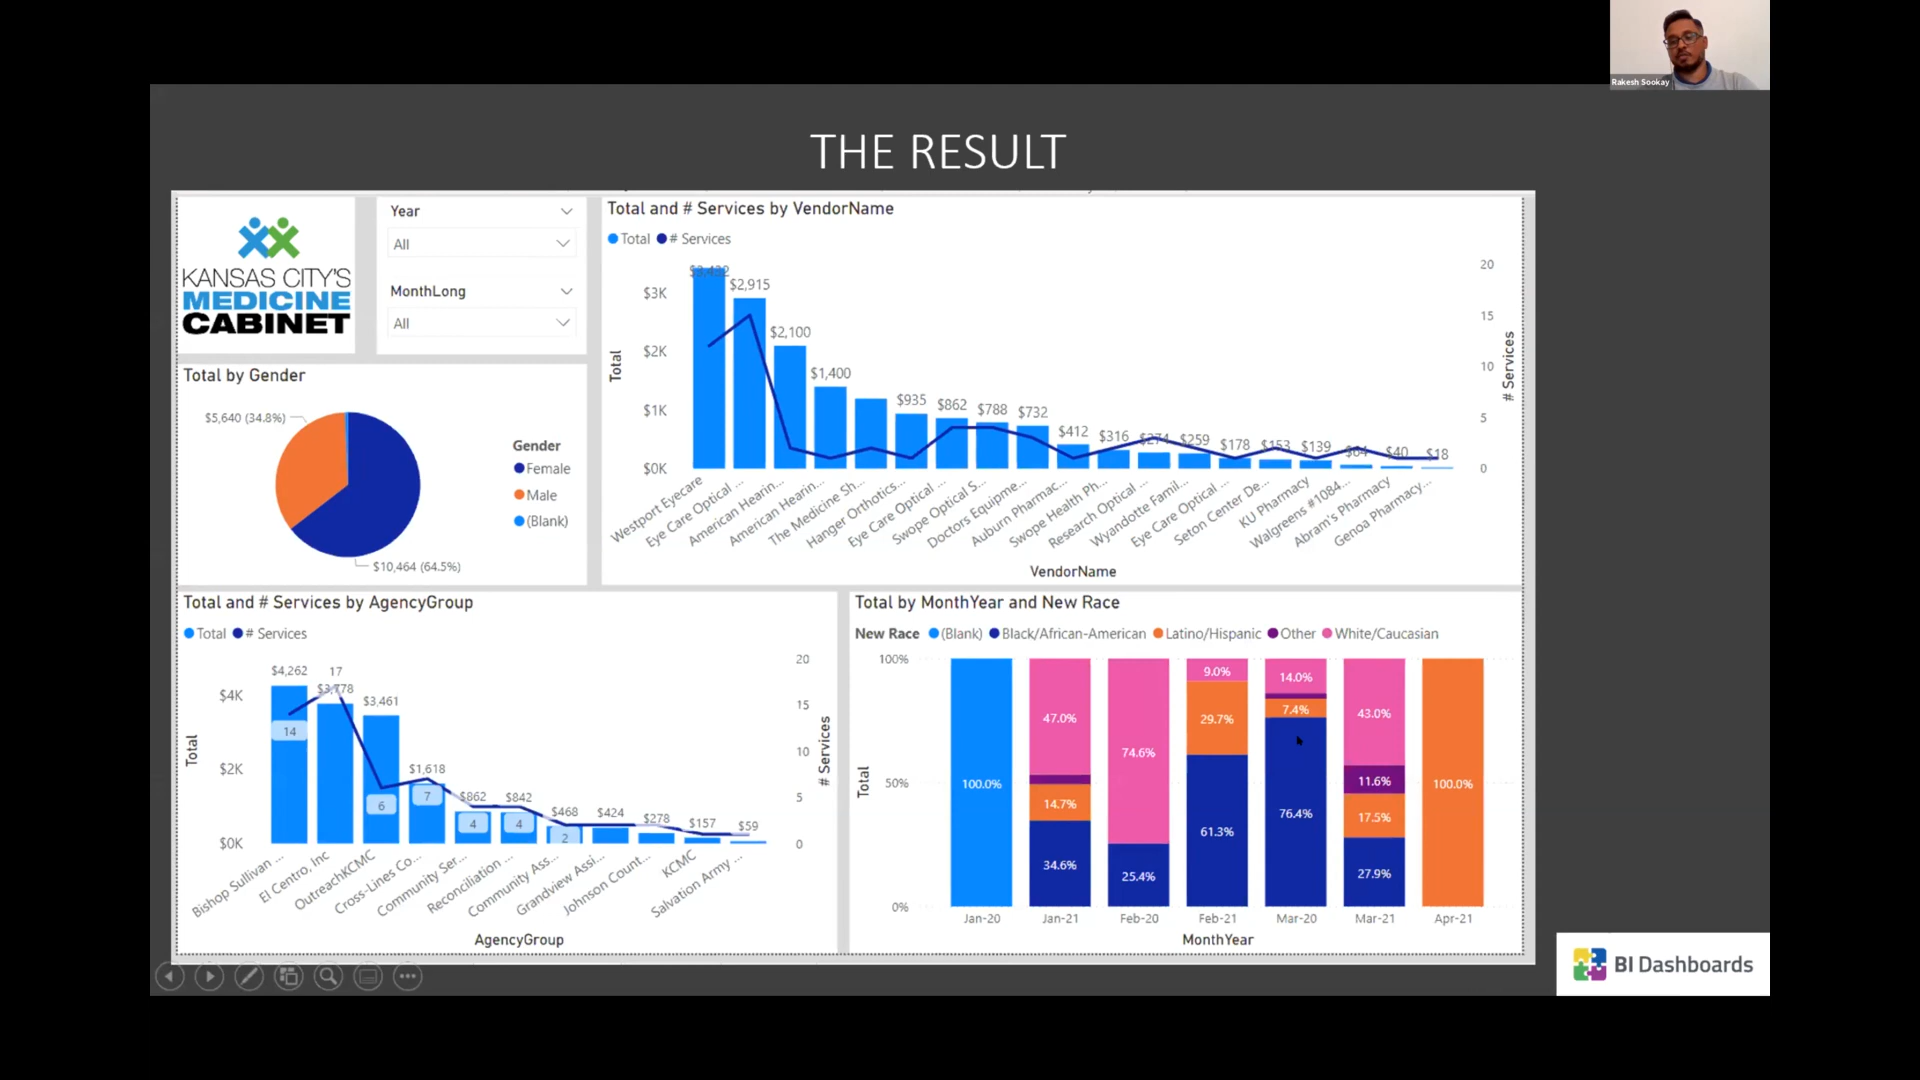 Rakesh Sookay
THE RESULT
KANSAS CITY'S
MEDICINE
CABINET
Year
All
MonthLong
All
Total by Gender
$5,640 (34.8%)
$10,464 (64.5%)
Gender
Female
Male
(Blank)
Total and # Services by VendorName
Total # Services
$3K
$2K
$1K
$0K
Total
$3,432
$2,915
$2,100
$1,400
$935
$862
$788
$732
$412
$316
$274
$259
$178
$153
$139
$64
$40
$18
20
15
10
5
0
# Services
Westport Eyecare
Eye Care Optical ...
American Hearin...
American Hearin...
The Medicine Sh...
Hanger Orthotics...
Eye Care Optical ...
Swope Optical S...
Doctors Equipme...
Auburn Pharmac...
Swope Health Ph...
Research Optical ...
Wyandotte Famil...
Eye Care Optical ...
Seton Center De...
KU Pharmacy
Walgreens #1084...
Abram's Pharmacy
Genoa Pharmacy...
VendorName
Total and # Services by AgencyGroup
Total # Services
$4K
$2K
$0K
Total
$4,262
17
$3,778
$3,461
$1,618
$862
$842
$468
$424
$278
$157
$59
14
6
7
4
4
2
20
15
10
5
0
# Services
Bishop Sullivan ...
El Centro, Inc
OutreachKCMC
Cross-Lines Co...
Community Ser...
Reconciliation ...
Community Ass...
Grandview Assi...
Johnson Count...
KCMC
Salvation Army ...
AgencyGroup
Total by MonthYear and New Race
New Race (Blank) Black/African-American Latino/Hispanic Other White/Caucasian
100%
50%
0%
Total
100.0%
47.0%
14.7%
34.6%
74.6%
25.4%
9.0%
29.7%
61.3%
14.0%
7.4%
76.4%
43.0%
11.6%
17.5%
27.9%
100.0%
Jan-20 Jan-21 Feb-20 Feb-21 Mar-20 Mar-21 Apr-21
MonthYear
BI Dashboards